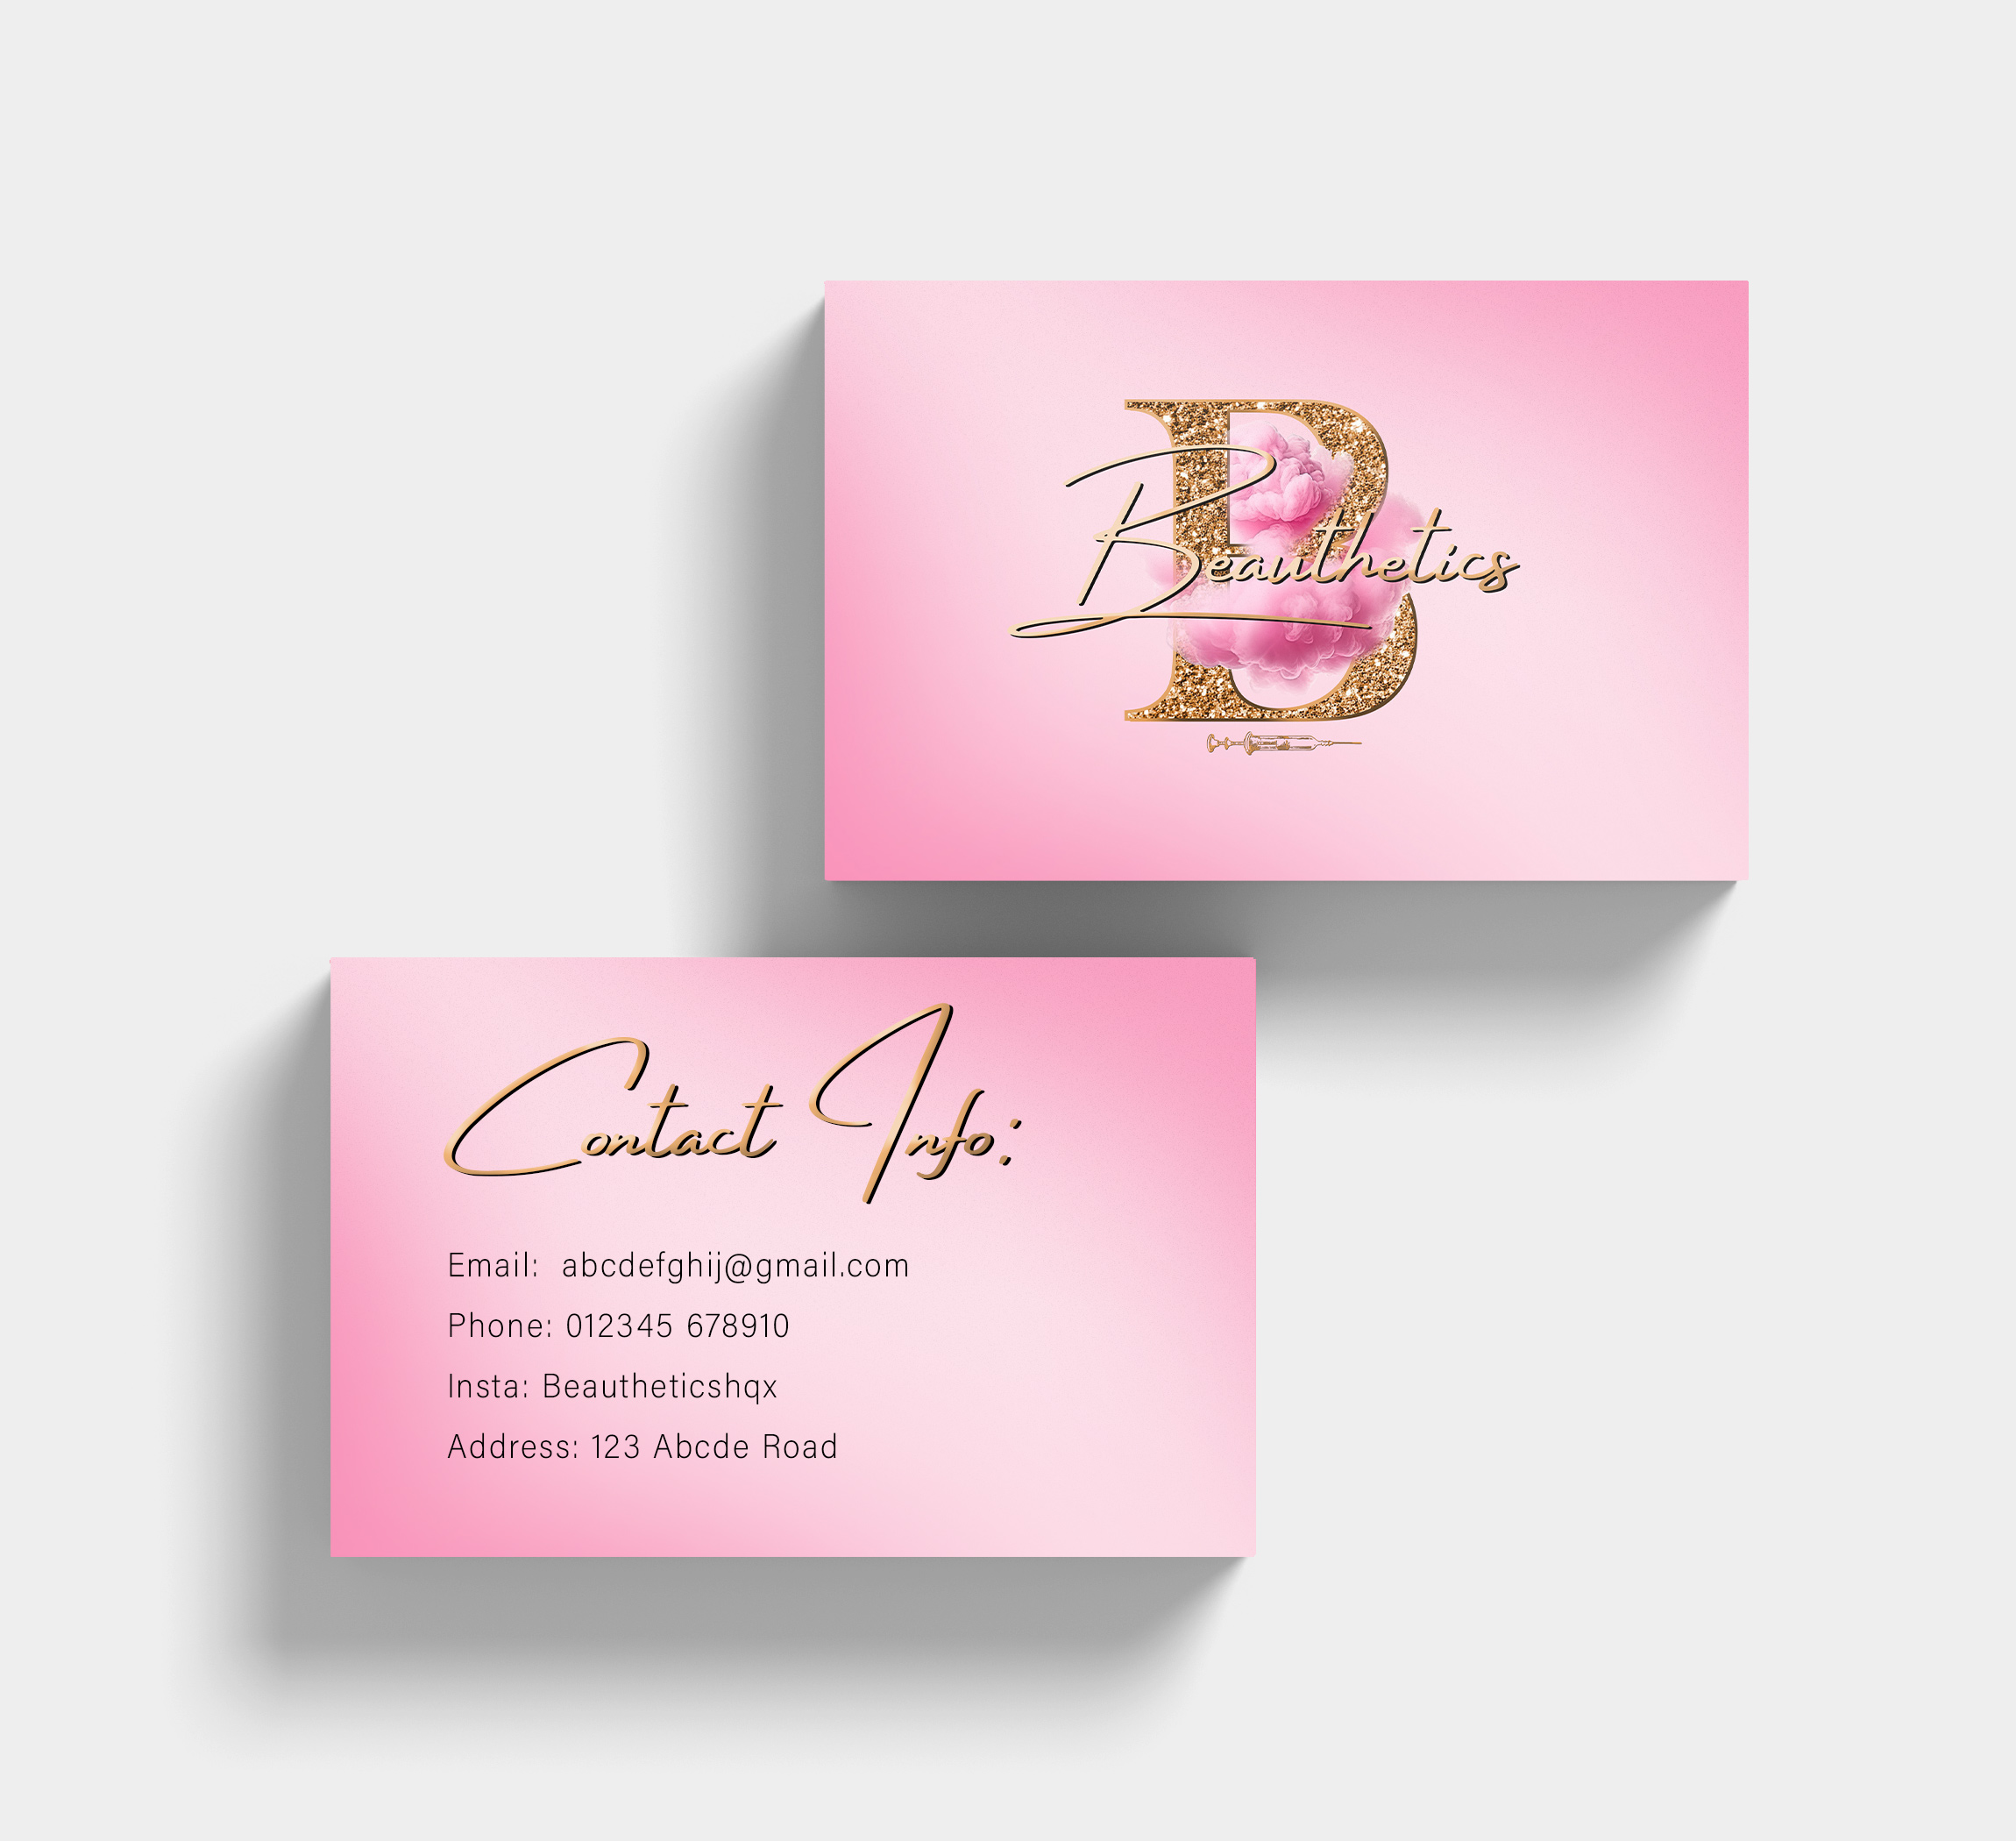 B
Beauthetics
Contact Info:
Email:  abcdefghij@gmail.com
Phone: 012345 678910
Insta: Beautheticshqx
Address: 123 Abcde Road